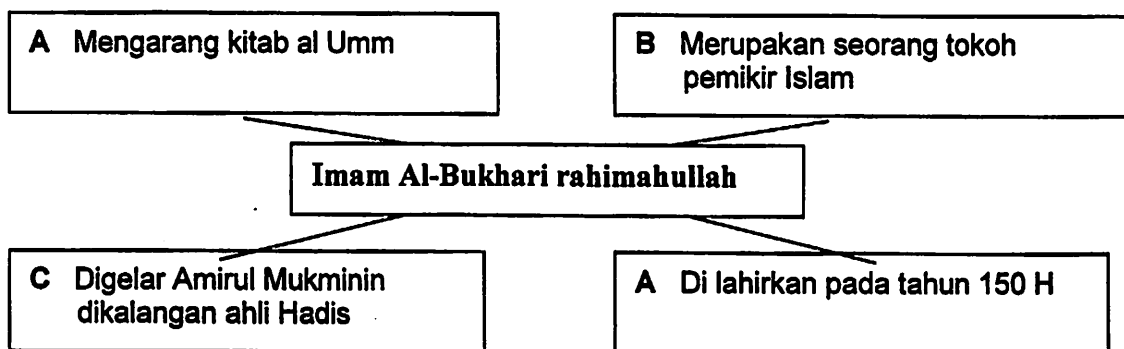 A Mengarang kitab al Umm
B Merupakan seorang tokoh
pemikir Islam
Imam Al-Bukhari rahimahullah
C Digelar Amirul Mukminin
dikalangan ahli Hadis
A Di lahirkan pada tahun 150 H